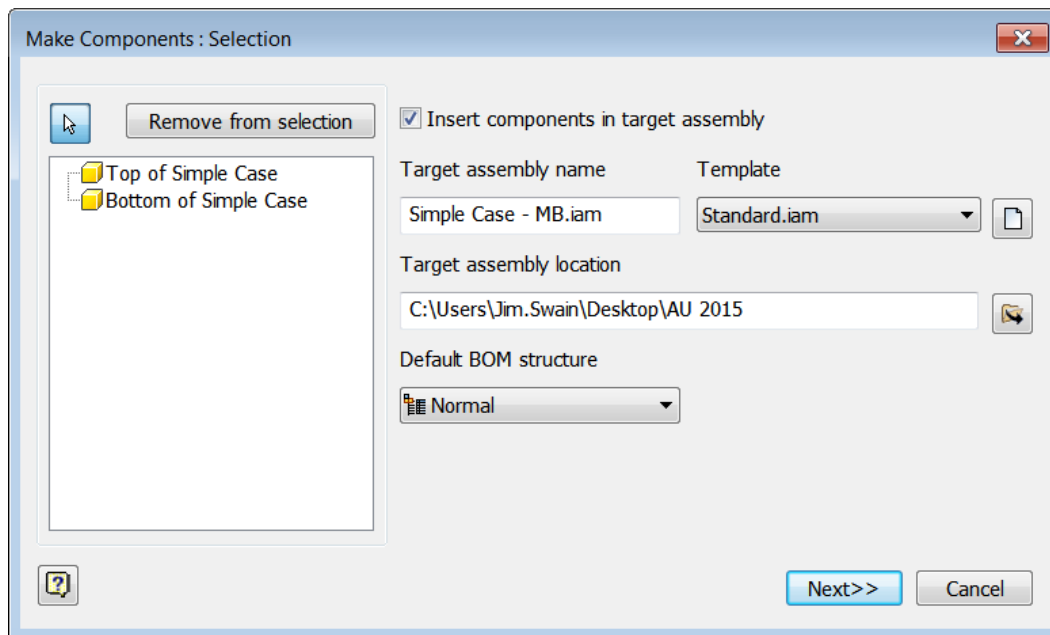 Make Components : Selection
Remove from selection
Top of Simple Case
Bottom of Simple Case
Insert components in target assembly
Target assembly name
Template
Simple Case - MB.iam
Standard.iam
Target assembly location
C:\Users\Jim.Swain\Desktop\AU 2015
Default BOM structure
Normal
Next>>
Cancel